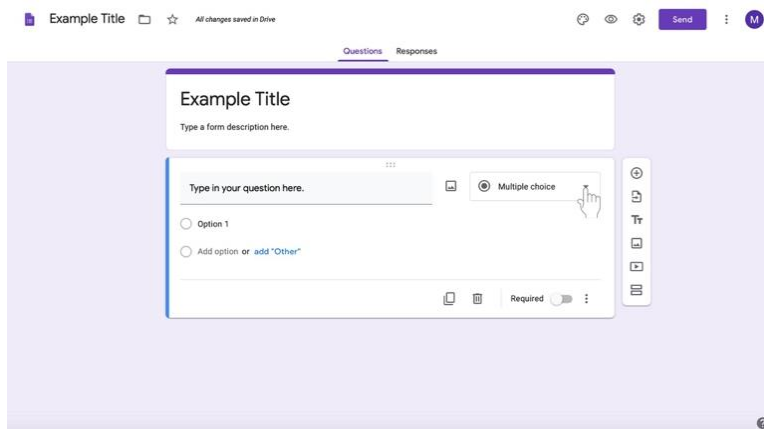 Example Title
All changes saved in Drive
Send
M
Questions
Responses
Example Title
Type a form description here.
Type in your question here.
Multiple choice
Option 1
Add option or add "Other"
Tт
Required